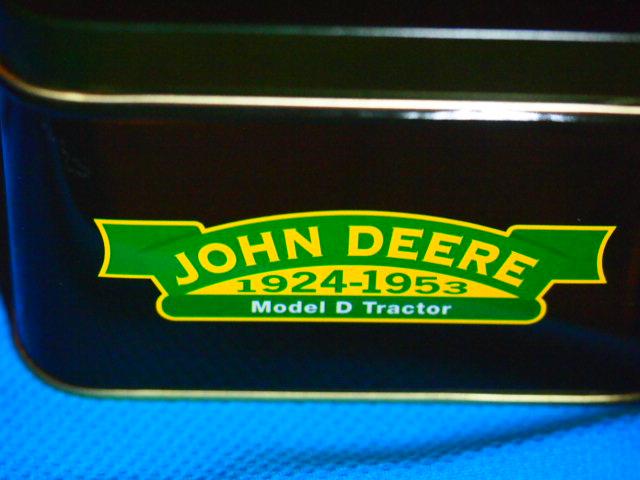 JOHN DEERE
1924-1953
Model D Tractor